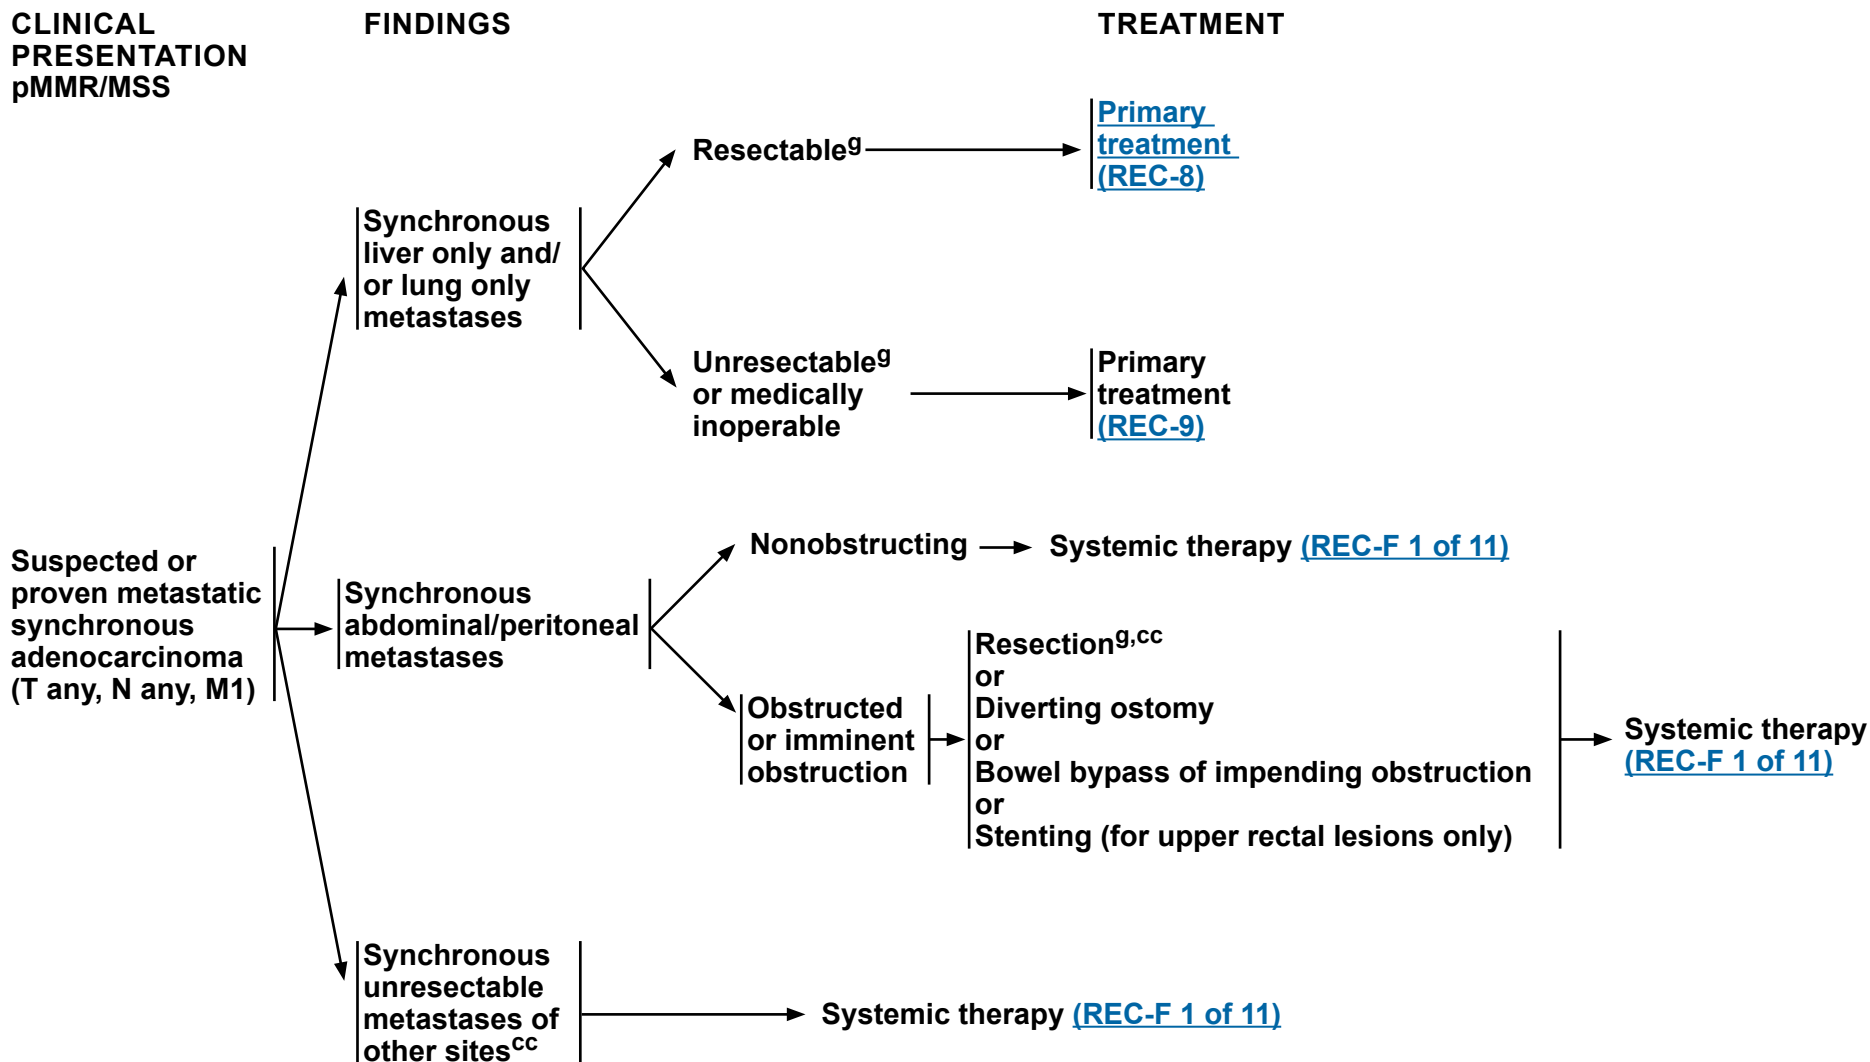 CLINICAL
PRESENTATION
pMMR/MSS
FINDINGS
TREATMENT
Suspected or
proven metastatic
synchronous
adenocarcinoma
(T any, N any, M1)
Synchronous
liver only and/
or lung only
metastases
Resectableg
Primary
treatment
(REC-8)
Unresectableg
or medically
inoperable
Primary
treatment
(REC-9)
Synchronous
abdominal/peritoneal
metastases
Nonobstructing
Systemic therapy (REC-F 1 of 11)
Obstructed
or imminent
obstruction
Resectiong,cc
or
Diverting ostomy
or
Bowel bypass of impending obstruction
or
Stenting (for upper rectal lesions only)
Systemic therapy
(REC-F 1 of 11)
Synchronous
unresectable
metastases of
other sitescc
Systemic therapy (REC-F 1 of 11)